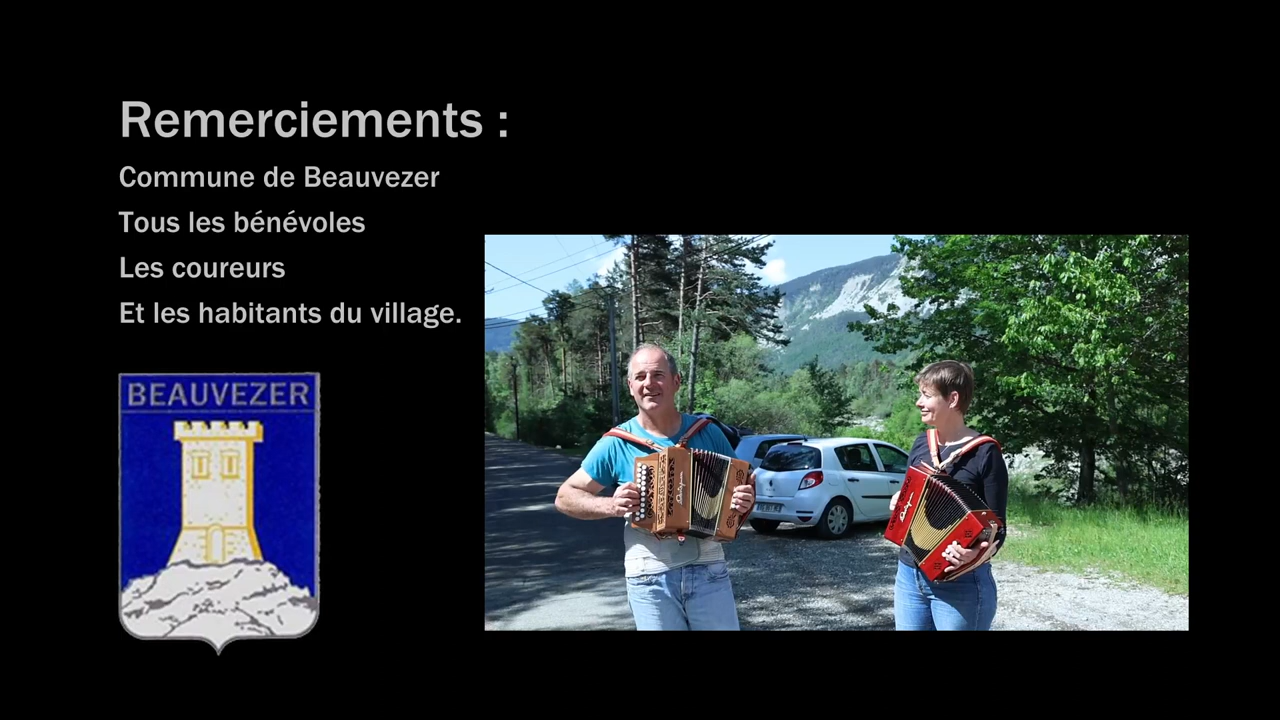 Remerciements :
Commune de Beauvezer
Tous les bénévoles
Les coureurs
Et les habitants du village.
BEAUVEZER